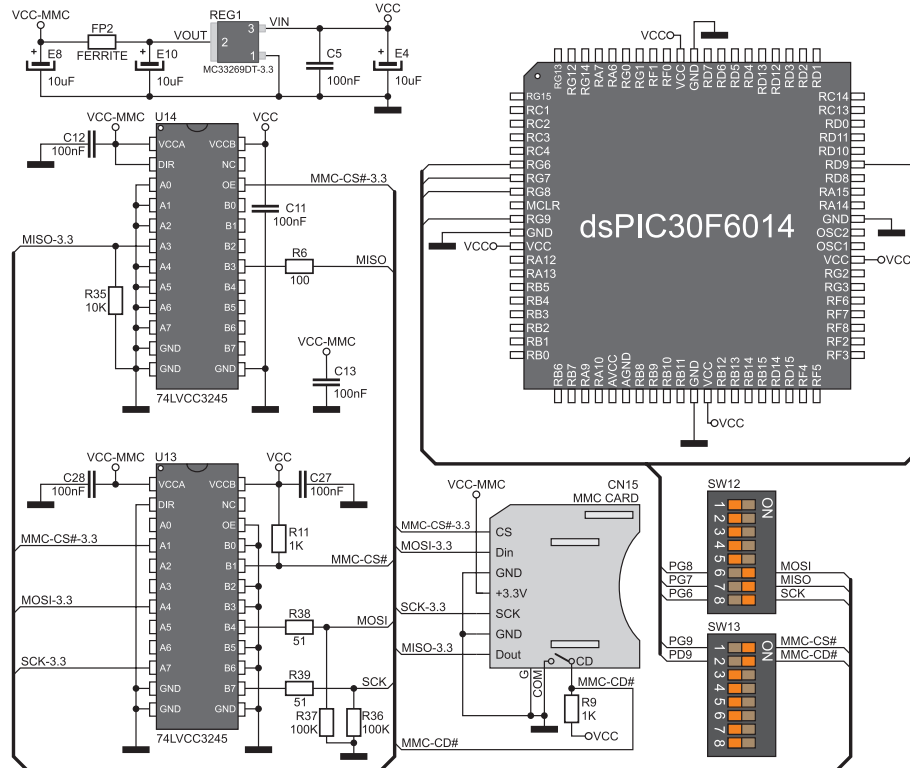 VCC-MMC
FP2
FERRITE
E8
10uF
E10
10uF
VOUT
REG1
3
2
1
MC33269DT-3.3
VIN
VCC
C5
100nF
E4
10uF
VCC-MMC
U14
VCC
C12
100nF
VCCA
DIR
A0
A1
A2
A3
A4
A5
A6
A7
GND
GND
VCCB
NC
OE
B0
B1
B2
B3
B4
B5
B6
B7
GND
74LVCC3245
MMC-CS#-3.3
C11
100nF
MISO-3.3
R6
100
MISO
R35
10K
VCC-MMC
C13
100nF
VCC-MMC
U13
VCC
C28
100nF
C27
100nF
VCCA
DIR
A0
A1
A2
A3
A4
A5
A6
A7
GND
GND
VCCB
NC
OE
B0
B1
B2
B3
B4
B5
B6
B7
GND
74LVCC3245
R11
1K
MMC-CS#-3.3
MMC-CS#
MOSI-3.3
R38
51
MOSI
SCK-3.3
R39
51
SCK
R37
100K
R36
100K
VCC
RG13
RG12
RG14
RA7
RA6
RG0
RG1
RF1
RF0
VCC
GND
RD7
RD6
RD5
RD4
RD13
RD12
RD3
RD2
RD1
RG15
RC1
RC2
RC3
RC4
RG6
RG7
RG8
MCLR
RG9
GND
VCC
RA12
RA13
RB5
RB4
RB3
RB2
RB1
RB0
VCC
dsPIC30F6014
RC14
RC13
RD0
RD11
RD10
RD9
RD8
RA15
RA14
GND
OSC2
OSC1
VCC
RG2
RG3
RF6
RF7
RF8
RF2
RF3
VCC
RB6
RB7
RA9
RA10
AVCC
AGND
RB8
RB9
RB10
RB11
GND
VCC
RB12
RB13
RB14
RB15
RD14
RD15
RF4
RF5
VCC
VCC-MMC
CN15
MMC CARD
MMC-CS#-3.3
MOSI-3.3
SCK-3.3
MISO-3.3
CS
Din
GND
+3.3V
SCK
GND
Dout
CD
G
COM
MMC-CD#
R9
1K
VCC
MMC-CD#
SW12
ON
1
2
3
4
5
6
7
8
PG8
PG7
PG6
MOSI
MISO
SCK
SW13
ON
1
2
3
4
5
6
7
8
PG9
PD9
MMC-CS#
MMC-CD#